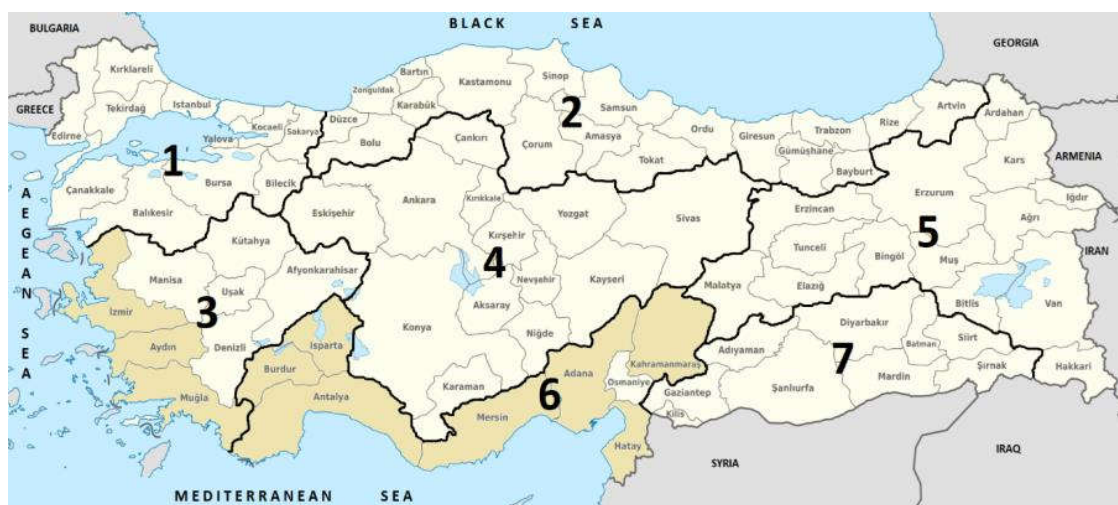 BLACK SEA
BULGARIA
GEORGIA
Kırklareli
Bartın
Sinop
Kastamonu
Zonguldak
Tekirdağ
Istanbul
Karabük
Samsun
Artvin
GREECE
Edirne
Kocaeli
Sakarya
Düzce
2
Ordu
Giresun
Trabzon
Rize
Ardahan
Yalova
Bolu
Çankırı
Çorum
Amasya
Gümüşhane
1
Tokat
Bayburt
Kars
ARMENIA
Çanakkale
Bursa
Bilecik
Ankara
Kırıkkale
Erzurum
Iğdır
Balıkesir
Eskişehir
Yozgat
Sivas
Erzincan
Ağrı
AEGEAN SEA
Kütahya
Kırşehir
5
Tunceli
Bingöl
Muş
IRAN
Manisa
Uşak
Afyonkarahisar
4
Nevşehir
Kayseri
Malatya
Elazığ
Bitlis
Van
İzmir
3
Aksaray
Konya
Niğde
Diyarbakır
Aydın
Denizli
Isparta
Kahramanmaraş
Adıyaman
7
Batman
Siirt
Burdur
Karaman
Adana
Osmaniye
Gaziantep
Şanlıurfa
Mardin
Şırnak
Hakkari
Muğla
Antalya
6
Mersin
Kilis
Hatay
SYRIA
IRAQ
MEDITERRANEAN SEA